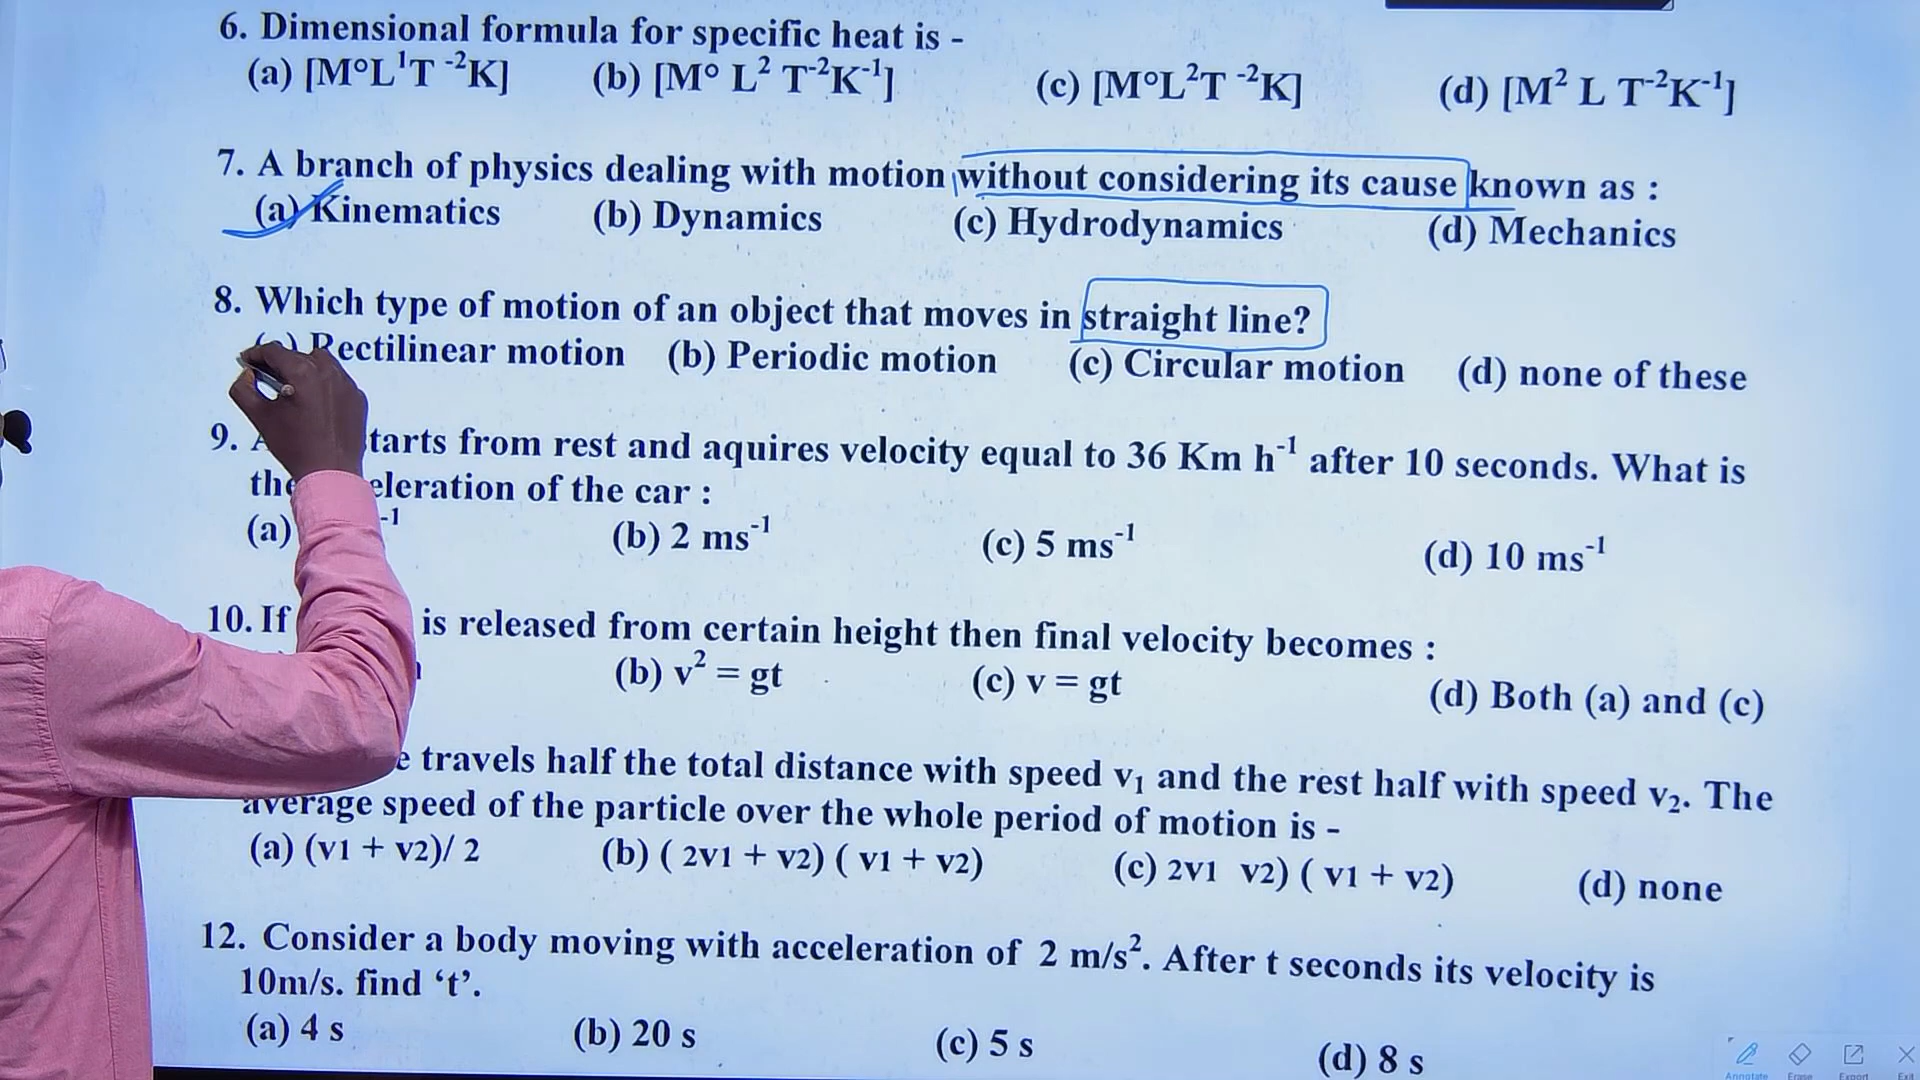 6. Dimensional formula for specific heat is -
(a) [M°L¹T ⁻²K] (b) [M° L² T⁻²K⁻¹] (c) [M°L²T ⁻²K] (d) [M² L T⁻²K⁻¹]
7. A branch of physics dealing with motion without considering its cause known as :
(a) Kinematics (b) Dynamics (c) Hydrodynamics (d) Mechanics
8. Which type of motion of an object that moves in straight line?
Rectilinear motion (b) Periodic motion (c) Circular motion (d) none of these
9. tarts from rest and aquires velocity equal to 36 Km h⁻¹ after 10 seconds. What is
the eleration of the car :
(a) ⁻¹ (b) 2 ms⁻¹ (c) 5 ms⁻¹ (d) 10 ms⁻¹
10. If is released from certain height then final velocity becomes :
(b) v² = gt (c) v = gt (d) Both (a) and (c)
e travels half the total distance with speed v₁ and the rest half with speed v₂. The
average speed of the particle over the whole period of motion is -
(a) (v1 + v2)/ 2 (b) ( 2v1 + v2) ( v1 + v2) (c) 2v1 v2) ( v1 + v2) (d) none
12. Consider a body moving with acceleration of 2 m/s². After t seconds its velocity is
10m/s. find ‘t’.
(a) 4 s (b) 20 s (c) 5 s (d) 8 s
Annotate Erase Export Exit